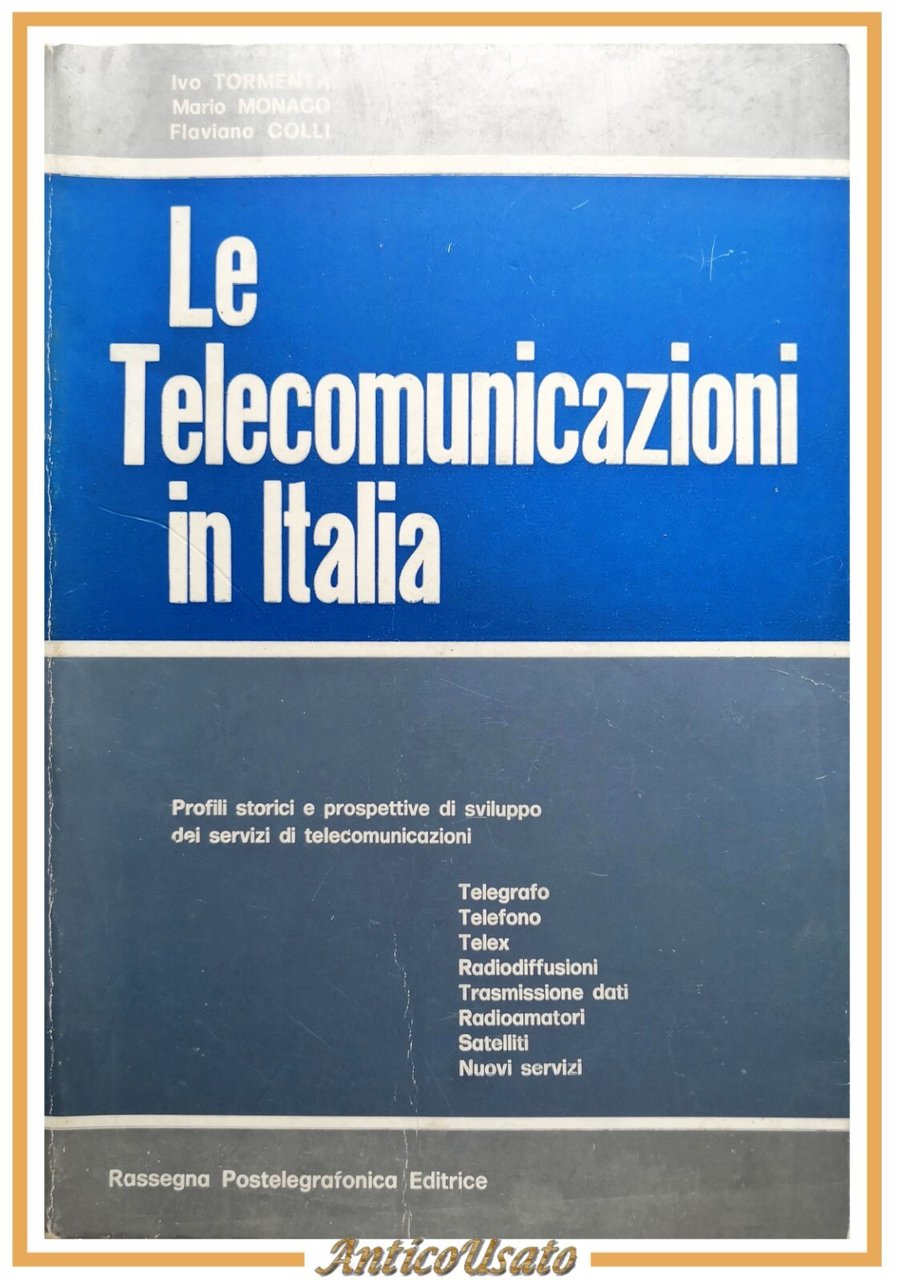 Ivo TORMENTA
Mario MONACO
Flaviano COLLI
Le
Telecomunicazioni
in Italia
Profili storici e prospettive di sviluppo
dei servizi di telecomunicazioni
Telegrafo
Telefono
Telex
Radiodiffusioni
Trasmissione dati
Radioamatori
Satelliti
Nuovi servizi
Rassegna Postelegrafonica Editrice
AnticoUsato